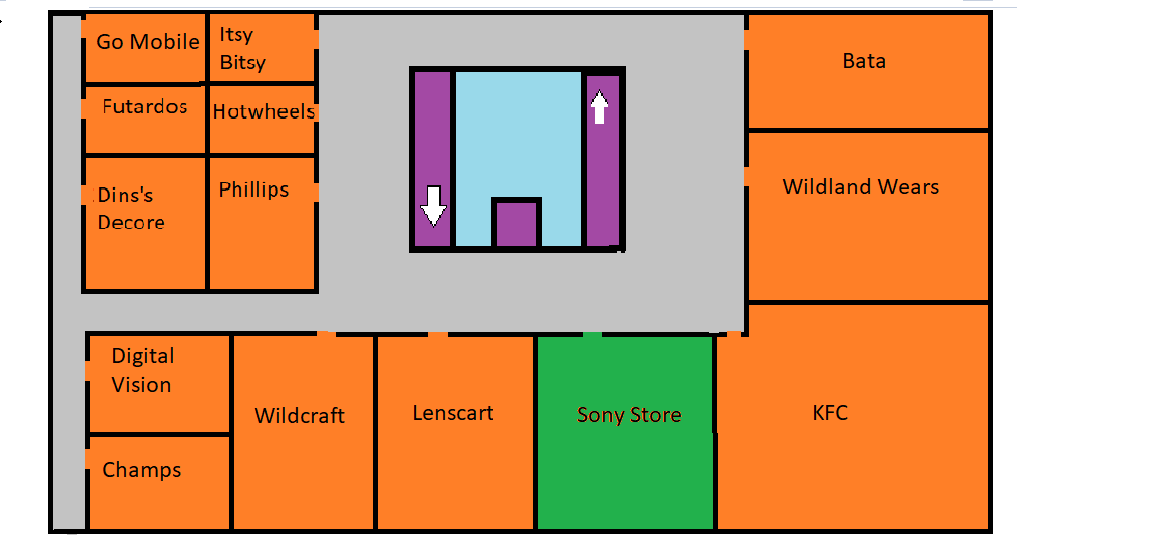 Go Mobile
Itsy
Bitsy
Bata
Futardos
Hotwheels
Wildland Wears
Dins's
Decore
Phillips
Digital
Vision
Wildcraft
Lenscart
Sony Store
KFC
Champs